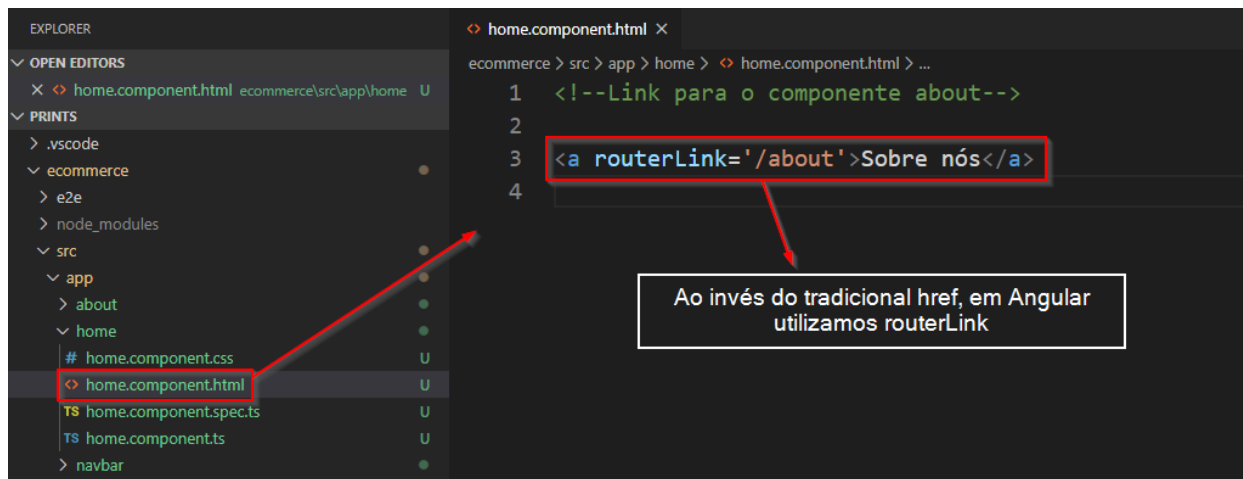 EXPLORER
OPEN EDITORS
home.component.html ecommerce\src\app\home U
PRINTS
.vscode
ecommerce
e2e
node_modules
src
app
about
home
# home.component.css U
<> home.component.html U
TS home.component.spec.ts U
TS home.component.ts U
navbar
<> home.component.html
ecommerce > src > app > home > <> home.component.html > ...
1 <!--Link para o componente about-->
2
3 <a routerLink='/about'>Sobre nós</a>
4
Ao invés do tradicional href, em Angular
utilizamos routerLink